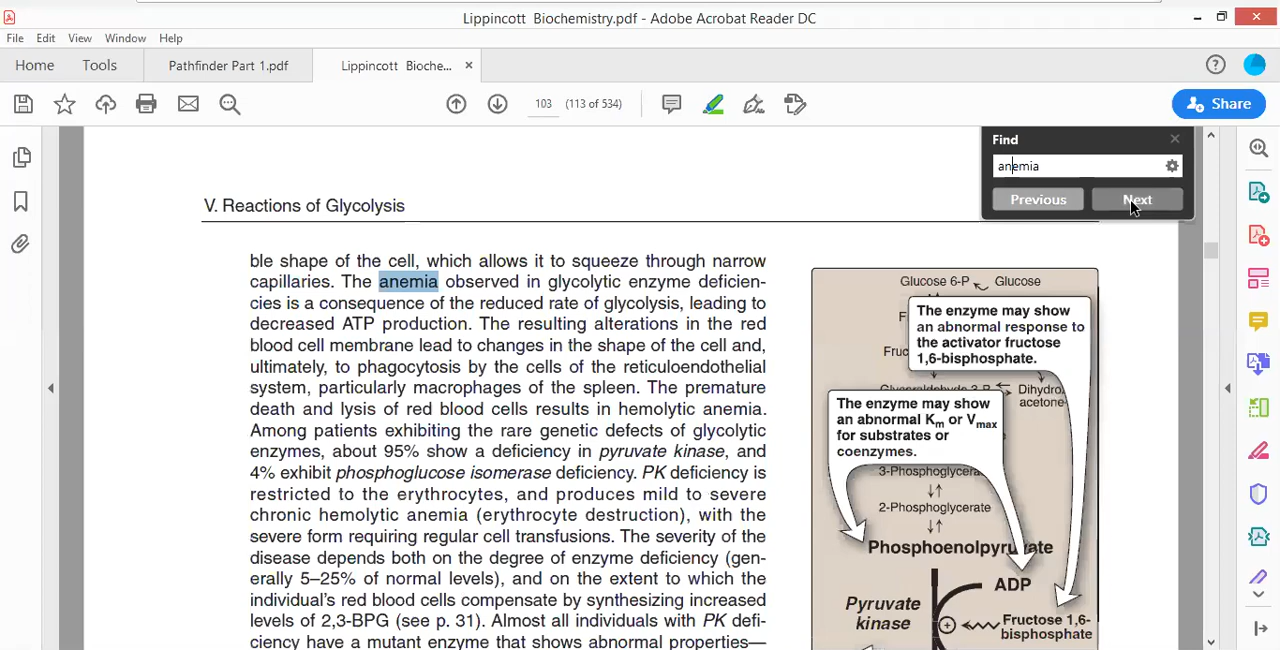 Lippincott Biochemistry.pdf - Adobe Acrobat Reader DC
File Edit View Window Help
Home Tools Pathfinder Part 1.pdf Lippincott Bioche... ×
103 (113 of 534) Share
Find
anemia
Previous Next
V. Reactions of Glycolysis
ble shape of the cell, which allows it to squeeze through narrow
capillaries. The anemia observed in glycolytic enzyme deficien-
cies is a consequence of the reduced rate of glycolysis, leading to
decreased ATP production. The resulting alterations in the red
blood cell membrane lead to changes in the shape of the cell and,
ultimately, to phagocytosis by the cells of the reticuloendothelial
system, particularly macrophages of the spleen. The premature
death and lysis of red blood cells results in hemolytic anemia.
Among patients exhibiting the rare genetic defects of glycolytic
enzymes, about 95% show a deficiency in pyruvate kinase, and
4% exhibit phosphoglucose isomerase deficiency. PK deficiency is
restricted to the erythrocytes, and produces mild to severe
chronic hemolytic anemia (erythrocyte destruction), with the
severe form requiring regular cell transfusions. The severity of the
disease depends both on the degree of enzyme deficiency (gen-
erally 5–25% of normal levels), and on the extent to which the
individual's red blood cells compensate by synthesizing increased
levels of 2,3-BPG (see p. 31). Almost all individuals with PK defi-
ciency have a mutant enzyme that shows abnormal properties—
Glucose 6-P Glucose
The enzyme may show
an abnormal response to
the activator fructose
1,6-bisphosphate.
Fruc
Dihydro
acetone
The enzyme may show
an abnormal Km or Vmax
for substrates or
coenzymes.
3-Phosphoglycera
2-Phosphoglycerate
Phosphoenolpyruvate
ADP
Pyruvate
kinase
+
Fructose 1,6-
bisphosphate